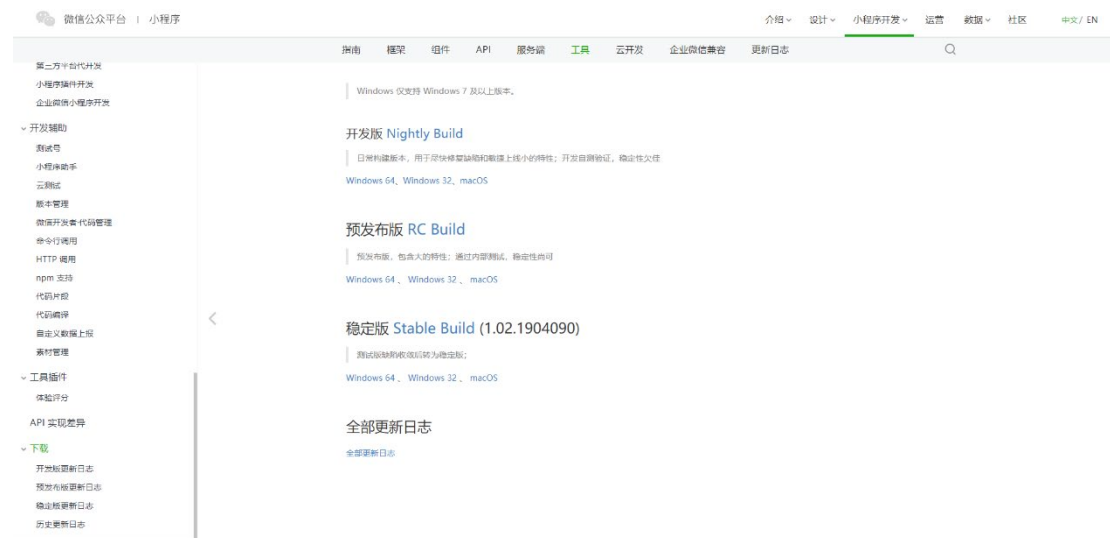 微信公众平台 | 小程序
介绍 设计 小程序开发 运营 数据 社区 中文 / EN
指南 框架 组件 API 服务端 工具 云开发 企业微信兼容 更新日志
第三方平台代开发
小程序插件开发
企业微信小程序开发
开发辅助
测试号
小程序助手
云测试
版本管理
微信开发者·代码管理
命令行调用
HTTP 调用
npm 支持
代码片段
代码编译
自定义数据上报
素材管理
工具插件
体验评分
API 实现差异
下载
开发版更新日志
预发布版更新日志
稳定版更新日志
历史更新日志
Windows 仅支持 Windows 7 及以上版本。
开发版 Nightly Build
日常构建版本，用于尽快修复缺陷和敏捷上线小的特性；开发自测验证，稳定性欠佳
Windows 64、Windows 32、macOS
预发布版 RC Build
预发布版，包含大的特性；通过内部测试，稳定性尚可
Windows 64 、 Windows 32 、 macOS
稳定版 Stable Build (1.02.1904090)
测试版缺陷收敛后转为稳定版；
Windows 64 、 Windows 32 、 macOS
全部更新日志
全部更新日志